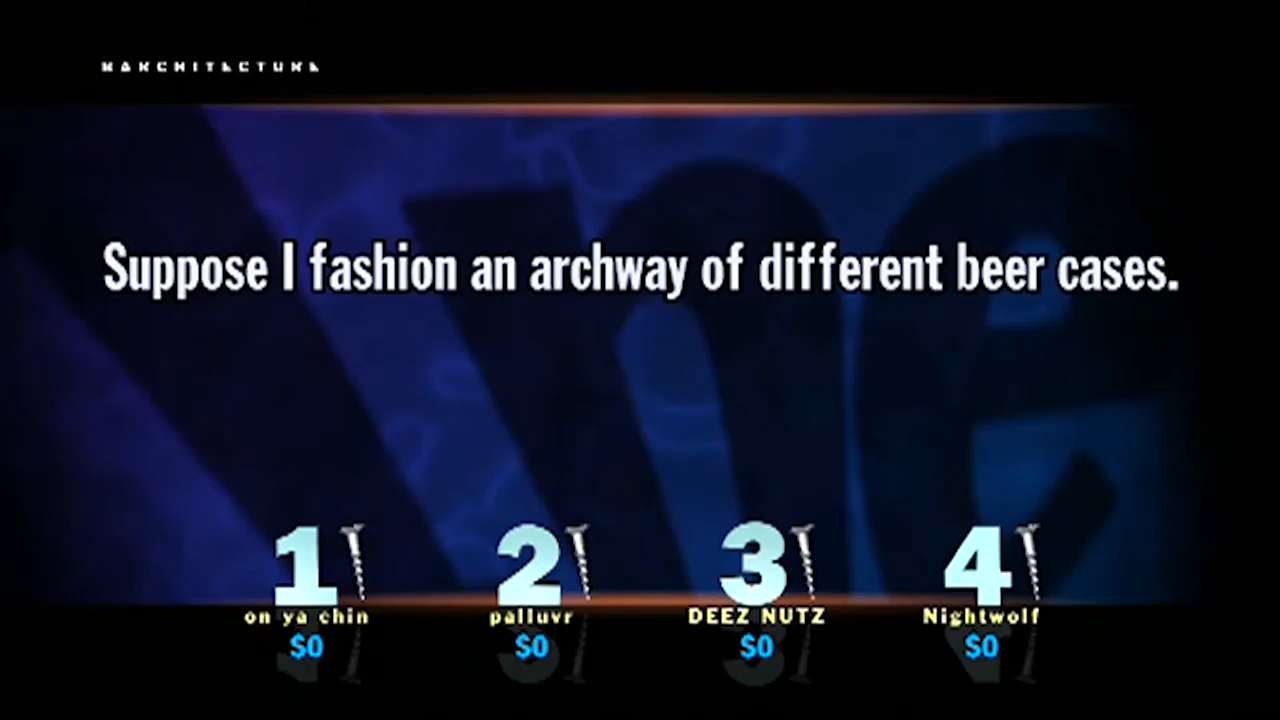 BARCHITECTURE
Suppose I fashion an archway of different beer cases.
1 2 3 4
on ya chin palluvr DEEZ NUTZ Nightwolf
$0 $0 $0 $0